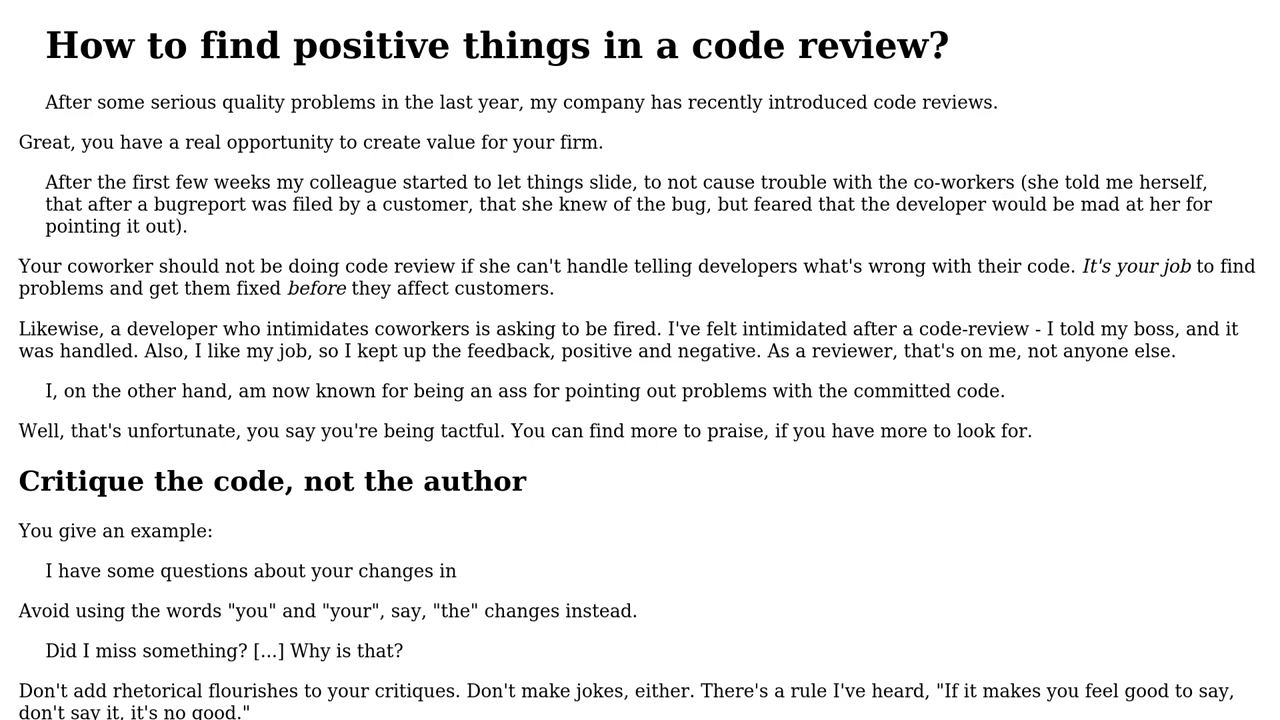 How to find positive things in a code review?
After some serious quality problems in the last year, my company has recently introduced code reviews.
Great, you have a real opportunity to create value for your firm.
After the first few weeks my colleague started to let things slide, to not cause trouble with the co-workers (she told me herself,
that after a bugreport was filed by a customer, that she knew of the bug, but feared that the developer would be mad at her for
pointing it out).
Your coworker should not be doing code review if she can't handle telling developers what's wrong with their code. It's your job to find
problems and get them fixed before they affect customers.
Likewise, a developer who intimidates coworkers is asking to be fired. I've felt intimidated after a code-review - I told my boss, and it
was handled. Also, I like my job, so I kept up the feedback, positive and negative. As a reviewer, that's on me, not anyone else.
I, on the other hand, am now known for being an ass for pointing out problems with the committed code.
Well, that's unfortunate, you say you're being tactful. You can find more to praise, if you have more to look for.
Critique the code, not the author
You give an example:
I have some questions about your changes in
Avoid using the words "you" and "your", say, "the" changes instead.
Did I miss something? [...] Why is that?
Don't add rhetorical flourishes to your critiques. Don't make jokes, either. There's a rule I've heard, "If it makes you feel good to say,
don't say it, it's no good."